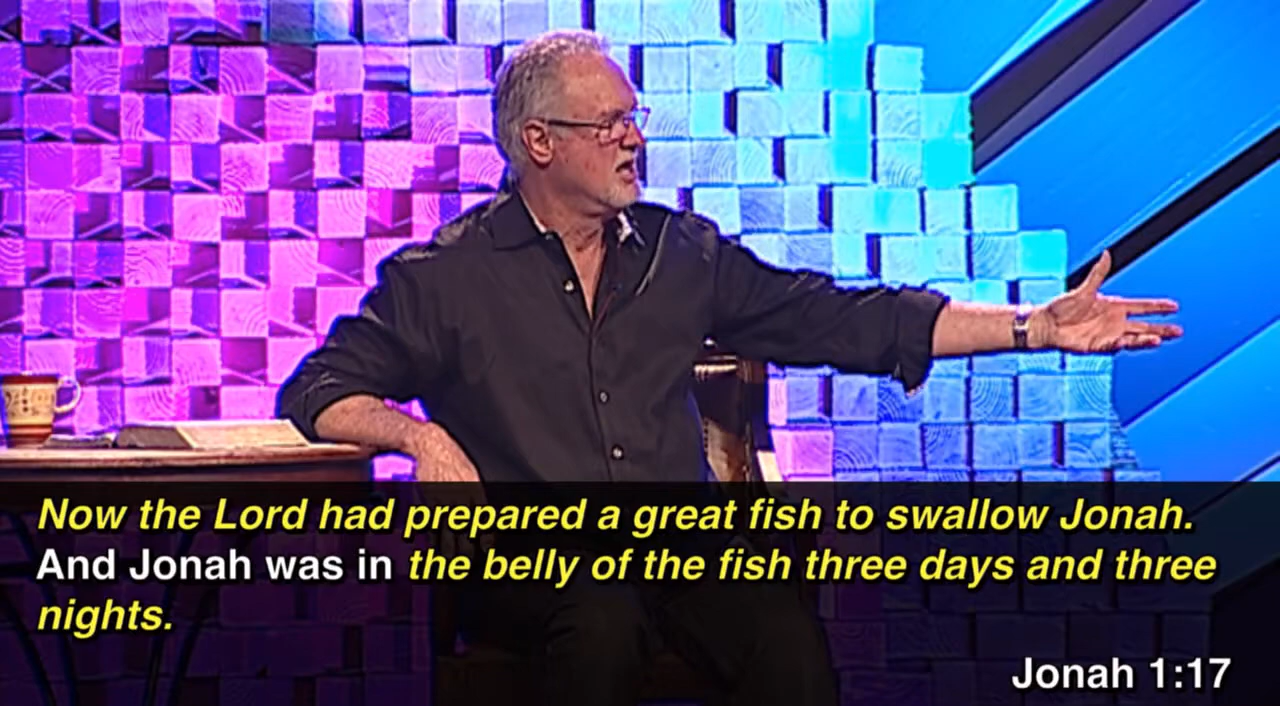 Now the Lord had prepared a great fish to swallow Jonah.
And Jonah was in the belly of the fish three days and three
nights.
Jonah 1:17